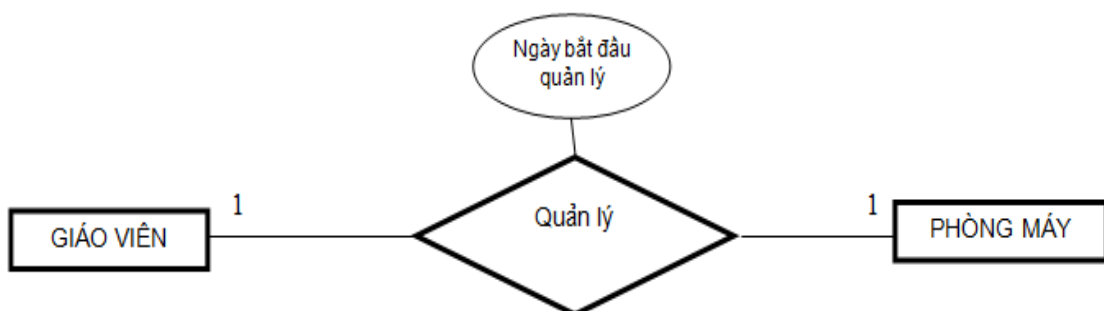 Ngày bắt đầu
quản lý
1
1
GIÁO VIÊN
Quản lý
PHÒNG MÁY